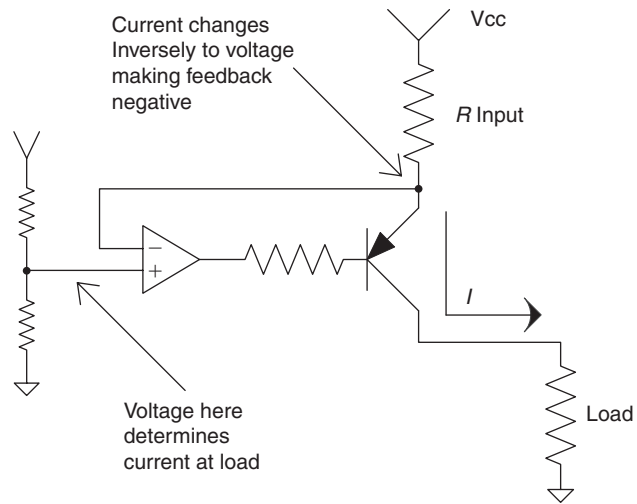 Current changes
Inversely to voltage
making feedback
negative
Vcc
R Input
−
+
I
Load
Voltage here
determines
current at load